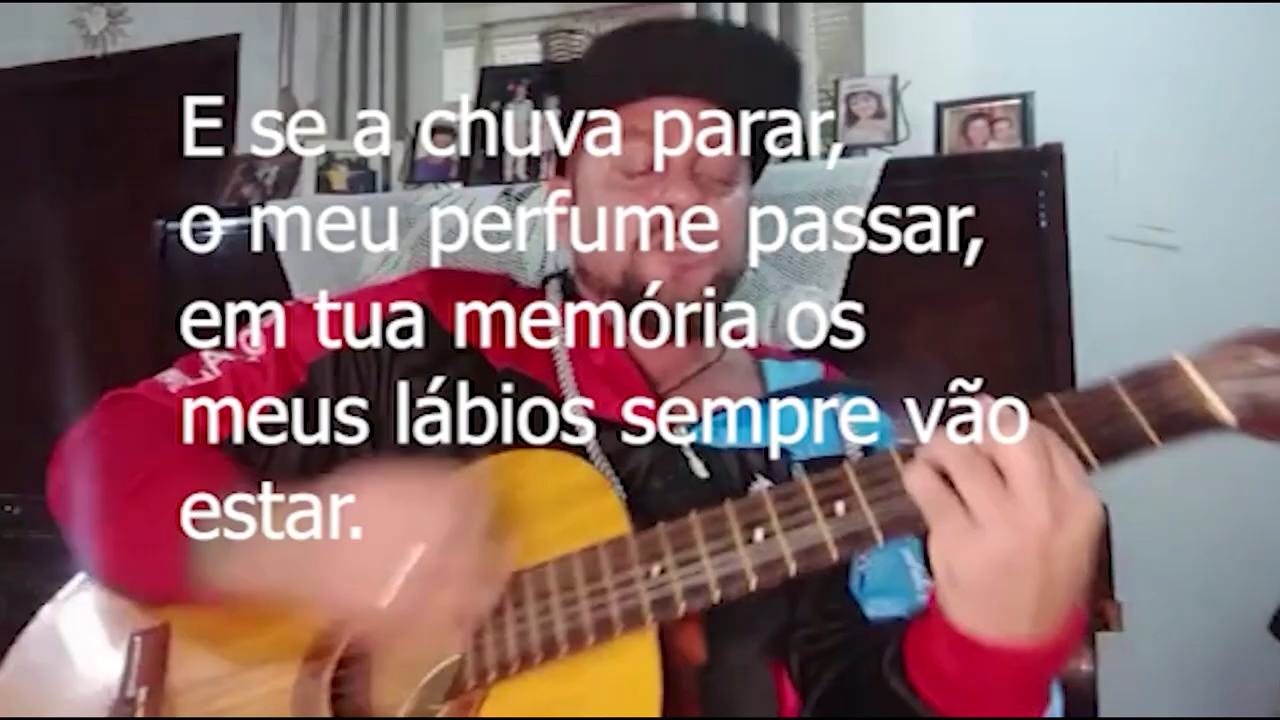 E se a chuva parar,
o meu perfume passar,
em tua memória os
meus lábios sempre vão
estar.